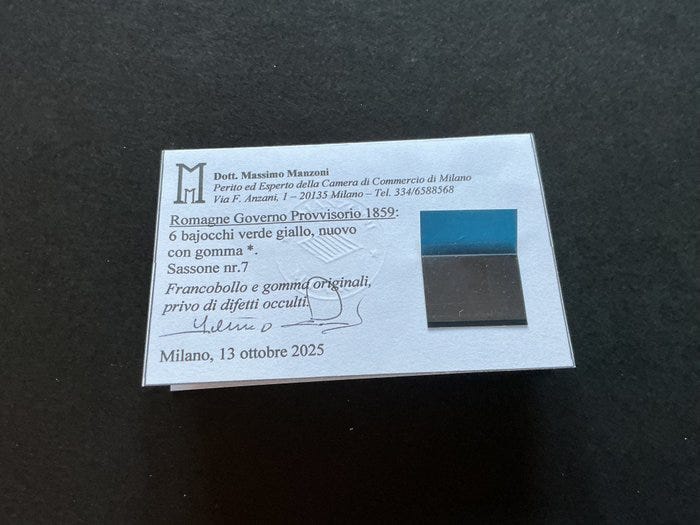 M
M
Dott. Massimo Manzoni
Perito ed Esperto della Camera di Commercio di Milano
Via F. Anzani, 1 – 20135 Milano – Tel. 334/6588568
Romagne Governo Provvisorio 1859:
6 bajocchi verde giallo, nuovo
con gomma *.
Sassone nr.7
Francobollo e gomma originali,
privo di difetti occulti.
Milano, 13 ottobre 2025